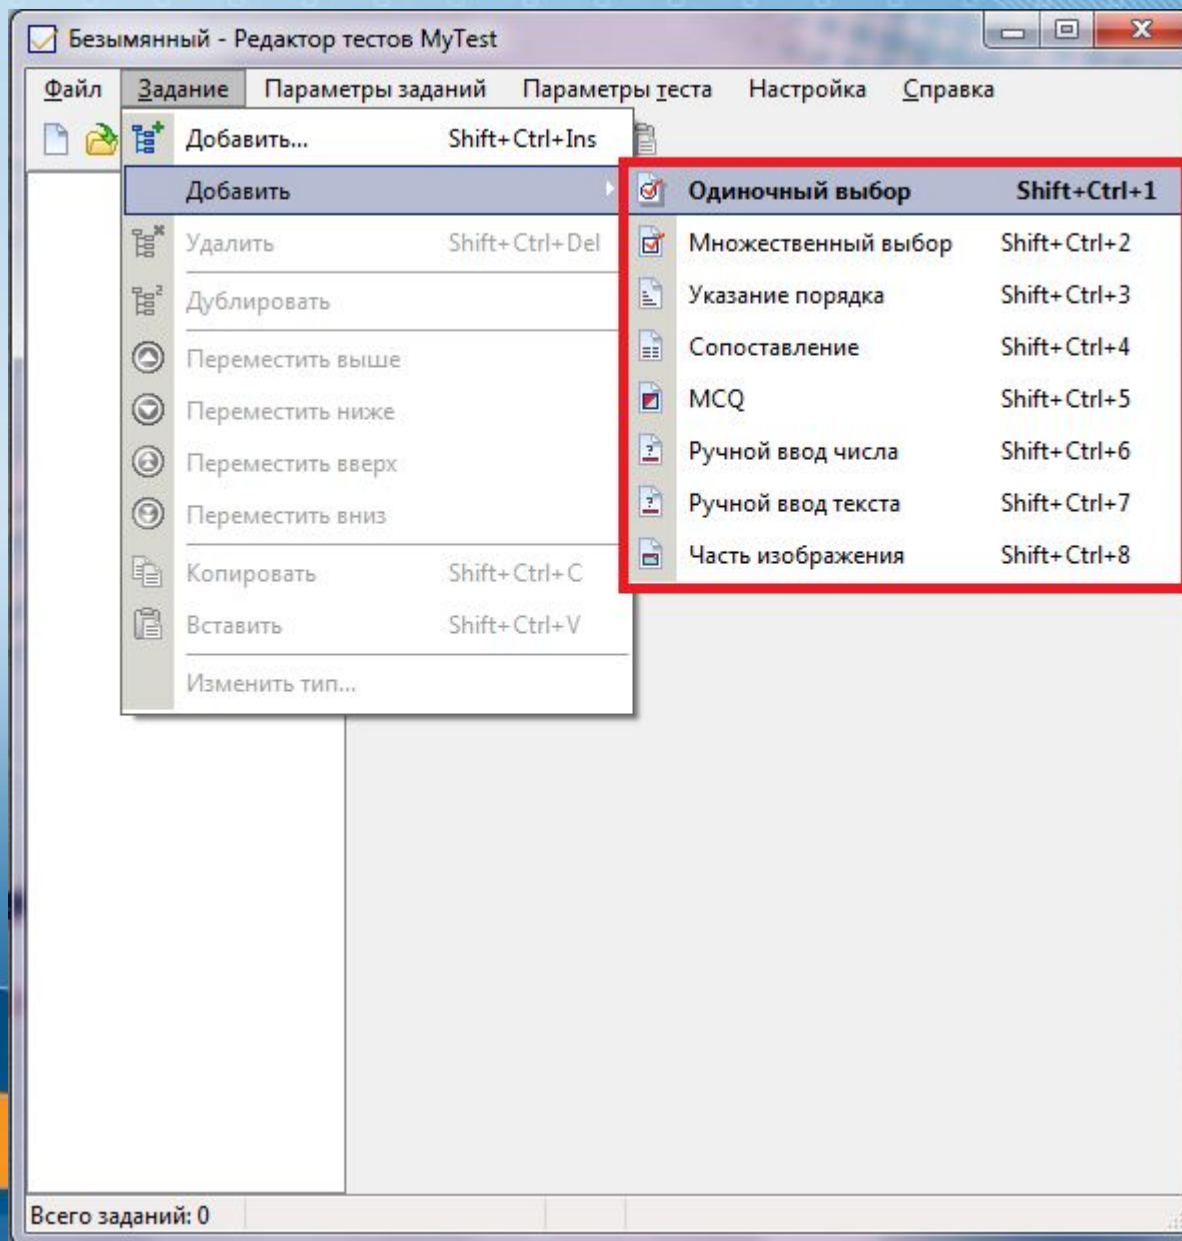 Безымянный - Редактор тестов MyTest
Файл Задание Параметры заданий Параметры теста Настройка Справка
Добавить... Shift+Ctrl+Ins
Добавить
Удалить Shift+Ctrl+Del
Дублировать
Переместить выше
Переместить ниже
Переместить вверх
Переместить вниз
Копировать Shift+Ctrl+C
Вставить Shift+Ctrl+V
Изменить тип...
Одиночный выбор Shift+Ctrl+1
Множественный выбор Shift+Ctrl+2
Указание порядка Shift+Ctrl+3
Сопоставление Shift+Ctrl+4
MCQ Shift+Ctrl+5
Ручной ввод числа Shift+Ctrl+6
Ручной ввод текста Shift+Ctrl+7
Часть изображения Shift+Ctrl+8
Всего заданий: 0